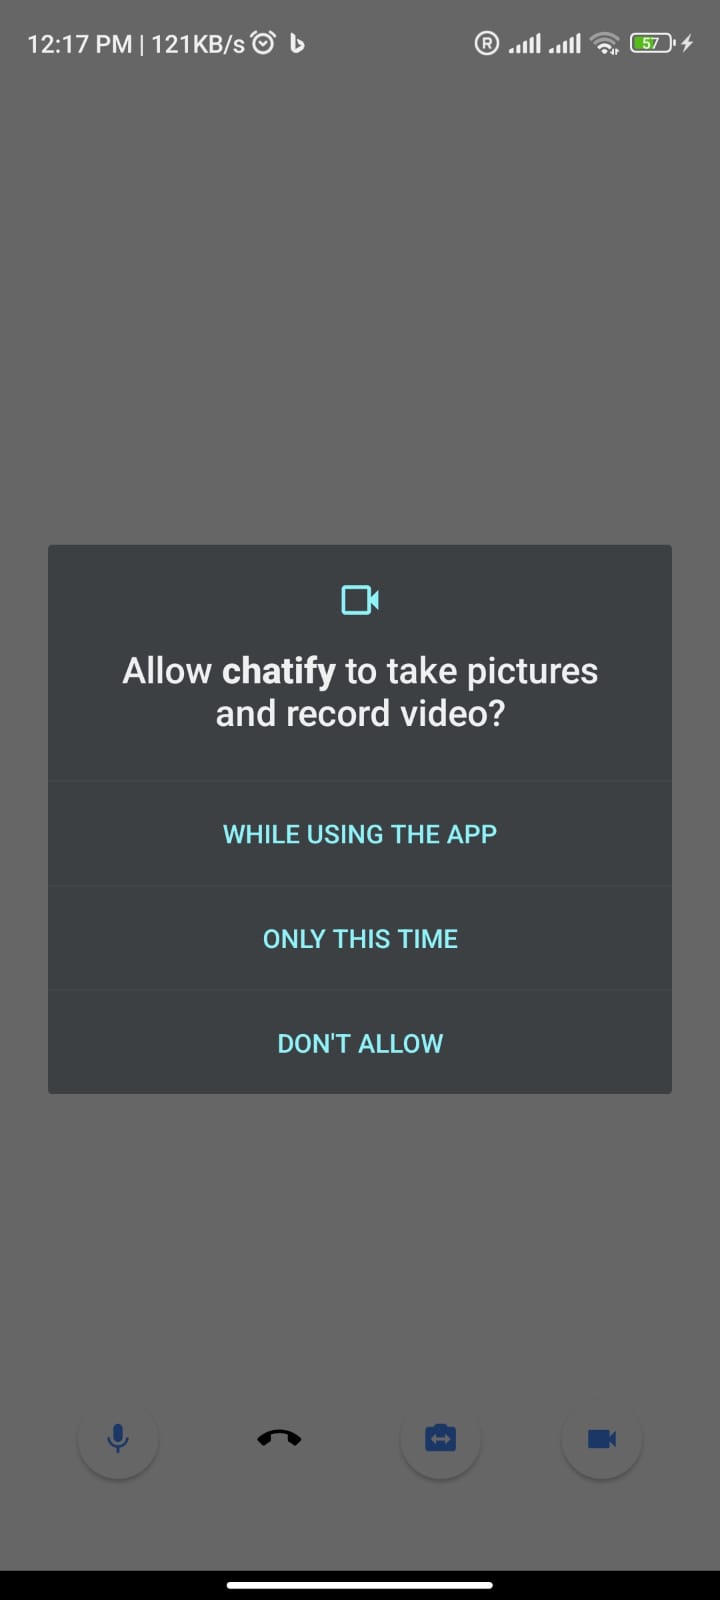 12:17 PM | 121KB/s
R
57
Allow chatify to take pictures
and record video?
WHILE USING THE APP
ONLY THIS TIME
DON'T ALLOW